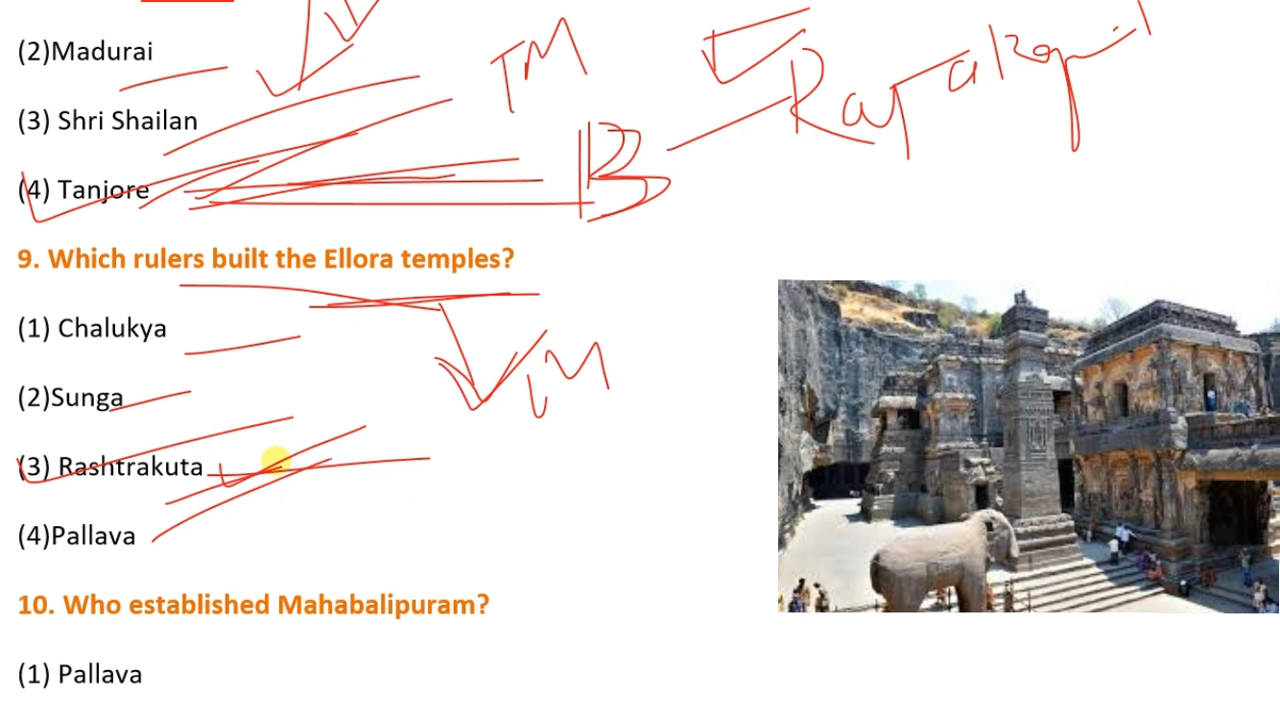 (2)Madurai
(3) Shri Shailan
(4) Tanjore
TM
B
9. Which rulers built the Ellora temples?
(1) Chalukya
(2)Sunga
(3) Rashtrakuta
(4)Pallava
10. Who established Mahabalipuram?
(1) Pallava